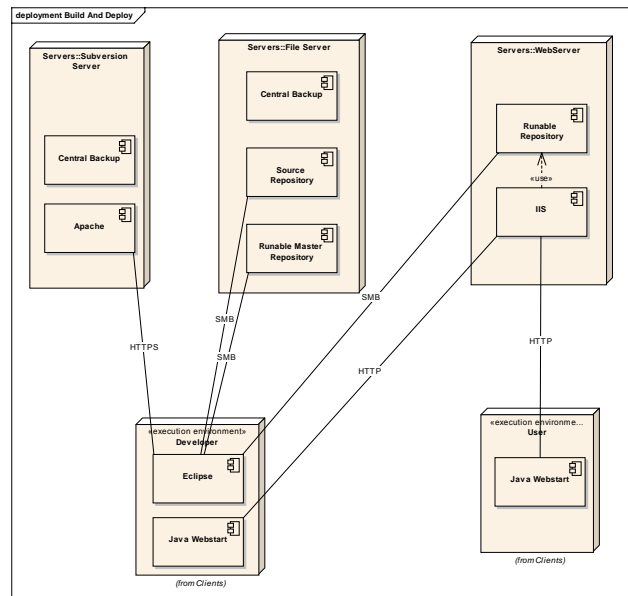 deployment Build And Deploy
Servers::Subversion
Server
Central Backup
Apache
Servers::File Server
Central Backup
Source
Repository
Runable Master
Repository
Servers::WebServer
Runable
Repository
«use»
IIS
SMB
HTTPS
SMB
SMB
HTTP
HTTP
«execution environment»
Developer
Eclipse
Java Webstart
(from Clients)
«execution environme...
User
Java Webstart
(from Clients)